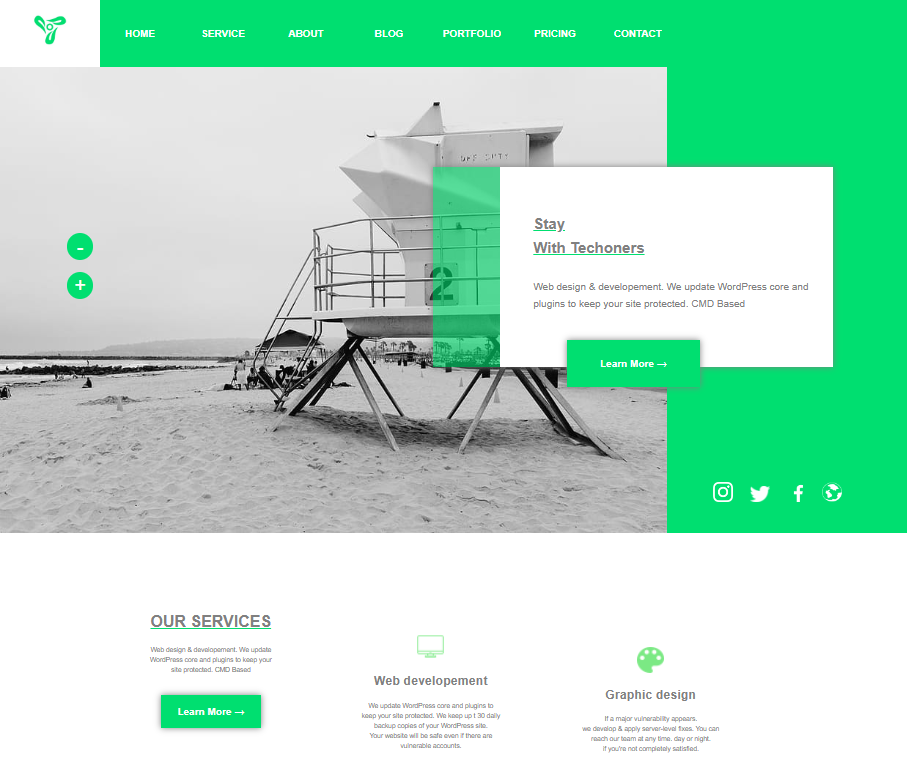 HOME SERVICE ABOUT BLOG PORTFOLIO PRICING CONTACT
Stay
With Techoners
-
+
2
Web design & developement. We update WordPress core and
plugins to keep your site protected. CMD Based
Learn More →
OUR SERVICES
Web design & developement. We update
WordPress core and plugins to keep your
site protected. CMD Based
Learn More →
Web developement
We update WordPress core and plugins to
keep your site protected. We keep up t 30 daily
backup copies of your WordPress site.
Your website will be safe even if there are
vulnerable accounts.
Graphic design
If a major vulnerability appears.
we develop & apply server-level fixes. You can
reach our team at any time. day or night.
if you're not completely satisfied.